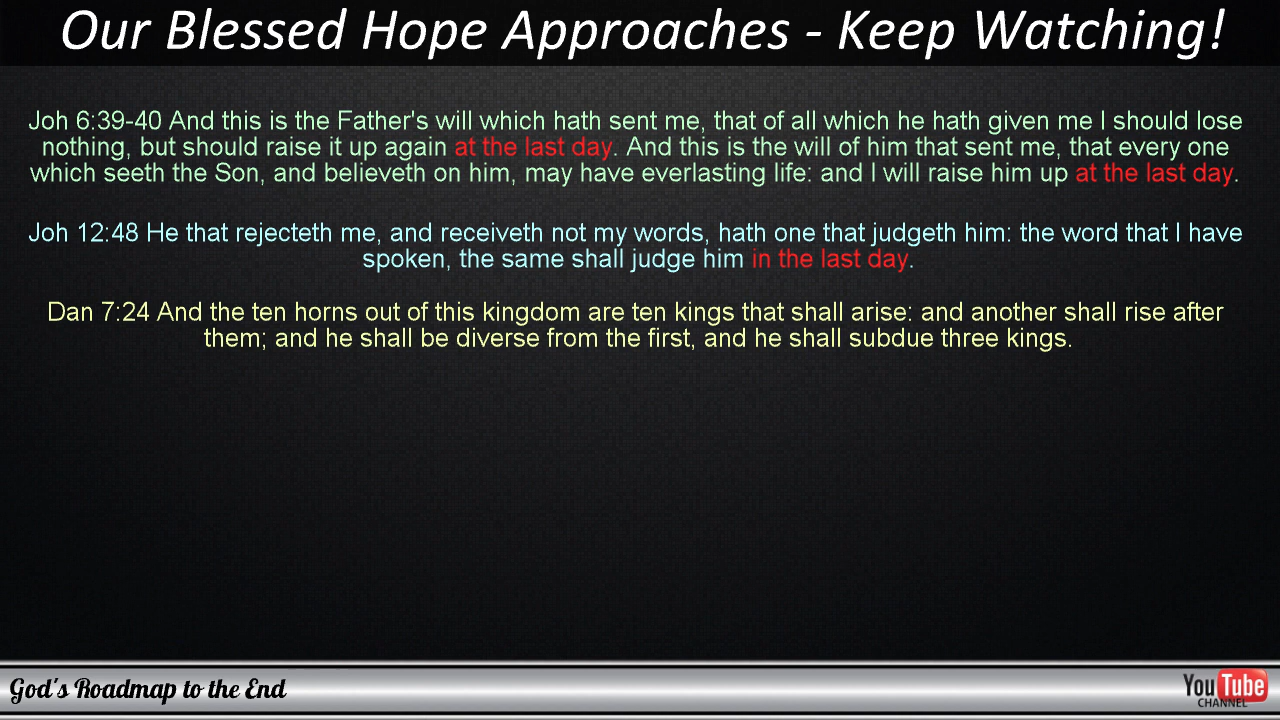 Our Blessed Hope Approaches - Keep Watching!
Joh 6:39-40 And this is the Father's will which hath sent me, that of all which he hath given me I should lose
nothing, but should raise it up again at the last day. And this is the will of him that sent me, that every one
which seeth the Son, and believeth on him, may have everlasting life: and I will raise him up at the last day.
Joh 12:48 He that rejecteth me, and receiveth not my words, hath one that judgeth him: the word that I have
spoken, the same shall judge him in the last day.
Dan 7:24 And the ten horns out of this kingdom are ten kings that shall arise: and another shall rise after
them; and he shall be diverse from the first, and he shall subdue three kings.
God's Roadmap to the End
YouTube
CHANNEL